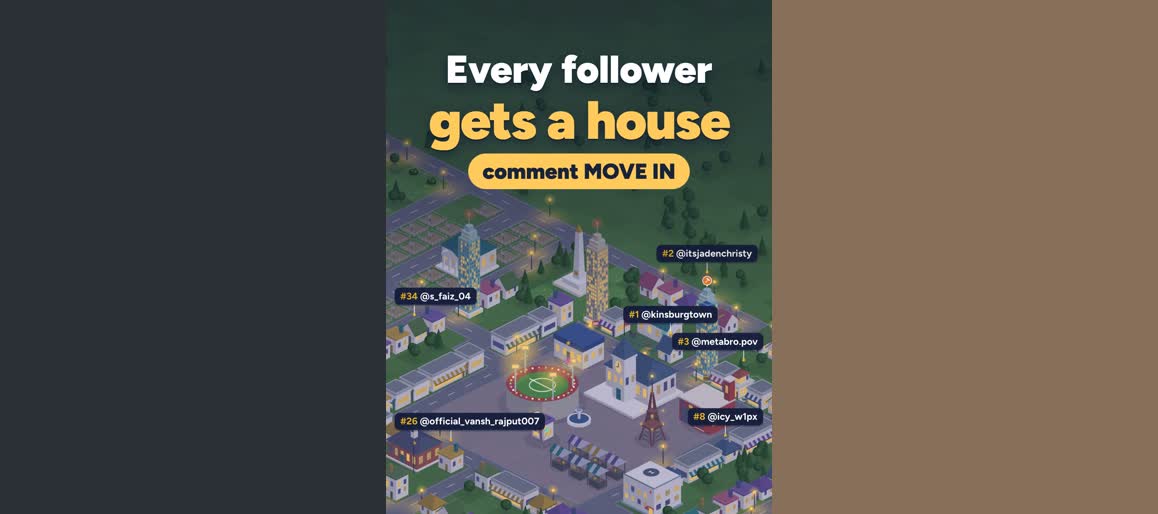 Every follower
gets a house
comment MOVE IN
#2 @itsjadenchristy
#34 @s_faiz_04
#1 @kinsburgtown
#3 @metabro.pov
#8 @icy_w1px
#26 @official_vansh_rajput007